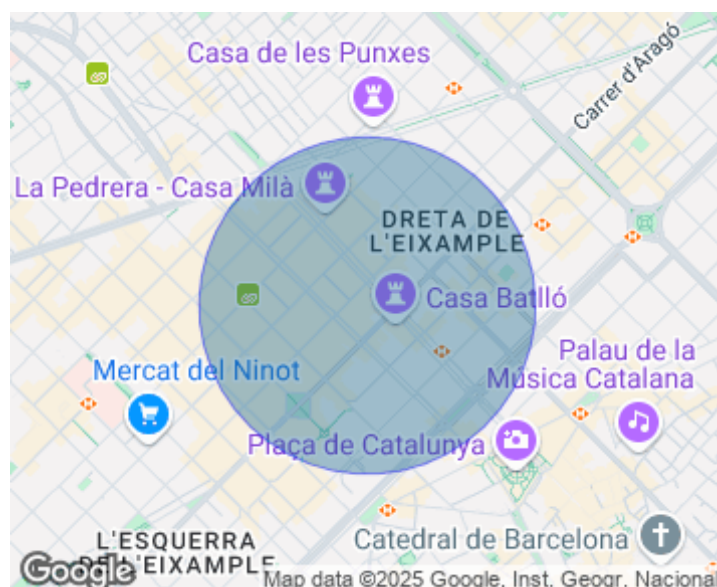 Casa de les Punxes
Carrer d'Aragó
La Pedrera - Casa Milà
DRETA DE
L'EIXAMPLE
Casa Batlló
Mercat del Ninot
Palau de la
Música Catalana
Plaça de Catalunya
L'ESQUERRA
DE L'EIXAMPLE
Catedral de Barcelona
Google
Map data ©2025 Google, Inst. Geogr. Naciona